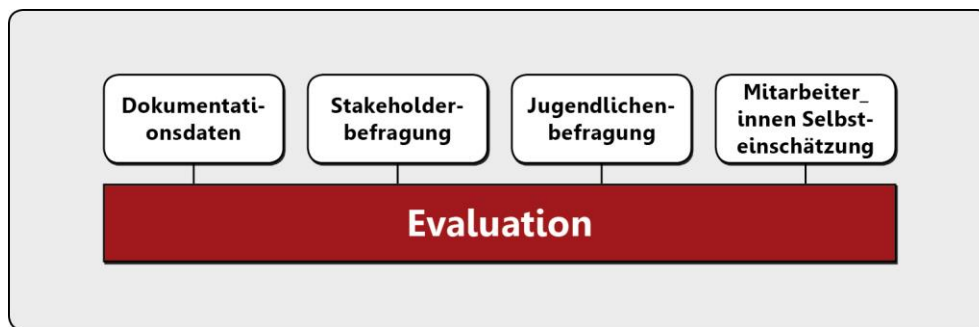 Dokumentati-
onsdaten
Stakeholder-
befragung
Jugendlichen-
befragung
Mitarbeiter_
innen Selbst-
einschätzung
Evaluation